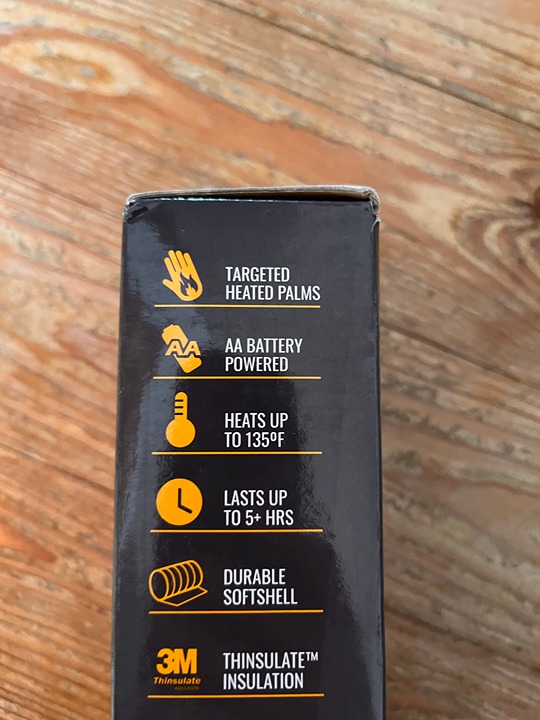 TARGETED
HEATED PALMS
AA
AA BATTERY
POWERED
HEATS UP
TO 135ºF
LASTS UP
TO 5+ HRS
DURABLE
SOFTSHELL
3M
Thinsulate
INSULATION
THINSULATE™
INSULATION